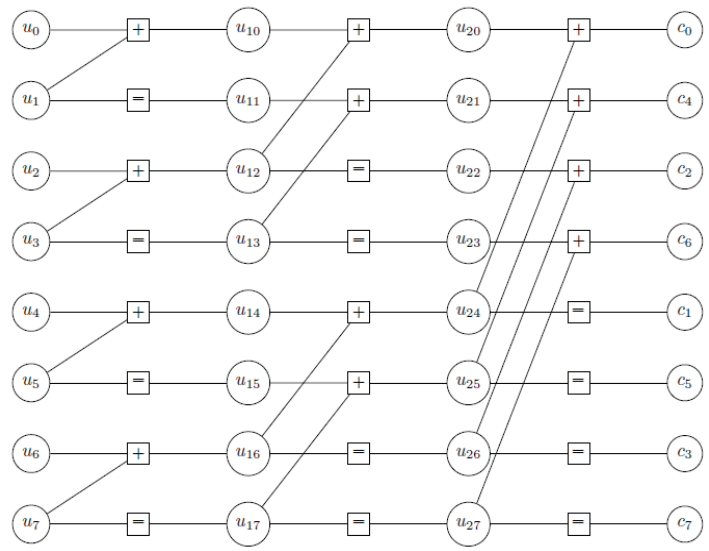 u₀ + u₁₀ + u₂₀ + c₀
u₁ = u₁₁ + u₂₁ + c₄
u₂ + u₁₂ = u₂₂ + c₂
u₃ = u₁₃ = u₂₃ + c₆
u₄ + u₁₄ + u₂₄ = c₁
u₅ = u₁₅ + u₂₅ = c₅
u₆ + u₁₆ = u₂₆ = c₃
u₇ = u₁₇ = u₂₇ = c₇